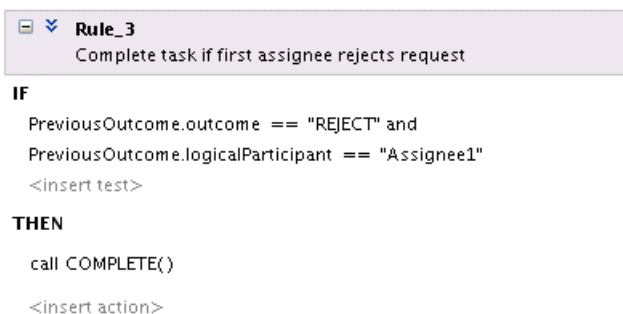 Rule_3
Complete task if first assignee rejects request
IF
PreviousOutcome.outcome == "REJECT" and
PreviousOutcome.logicalParticipant == "Assignee1"
<insert test>
THEN
call COMPLETE()
<insert action>